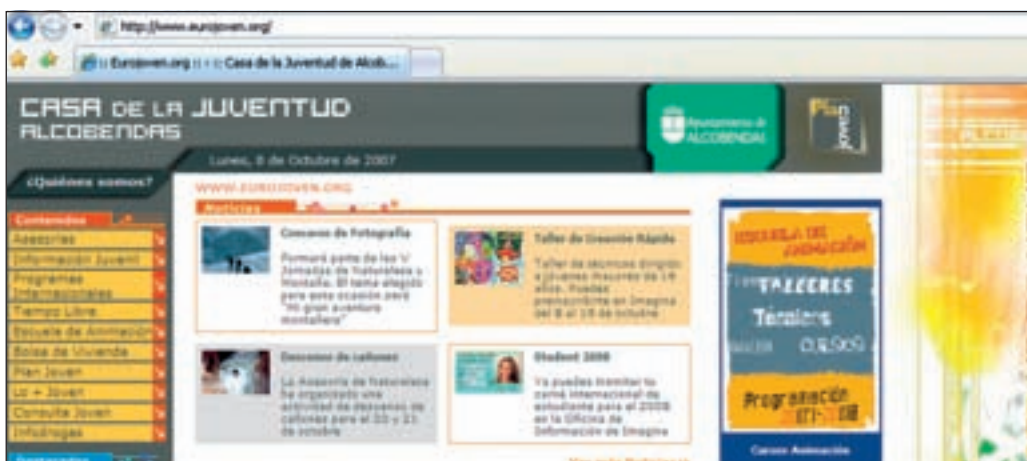 http://www.eurojoven.org/
:: Eurojoven.org :: - :: Casa de la Juventud de Alcob...
CASA DE LA JUVENTUD
ALCOBENDAS
Ayuntamiento de
ALCOBENDAS
Plan
joven
Lunes, 8 de Octubre de 2007
¿Quiénes somos?
WWW.EUROJOVEN.ORG
Contenidos
Asesorías
Información Juvenil
Programas
Internacionales
Tiempo Libre
Escuela de Animación
Bolsa de Vivienda
Plan Joven
Lo + Joven
Consulta Joven
Infodrogas
Noticias
Concurso de Fotografía
Formará parte de las V
Jornadas de Naturaleza y
Montaña. El tema elegido
para esta ocasión será
"Mi gran aventura
montañera"
Taller de Creación Rápida
Taller de técnicas dirigido
a jóvenes mayores de
años. Puedes
preinscribirte en Imagina
del 8 al 15 de octubre
Descenso de cañones
La Asesoría de Naturaleza
ha organizado una
actividad de descenso de
cañones para el 20 y 21
de octubre
Student 2008
Ya puedes tramitar tu
carné internacional de
estudiante para el 2008
en la Oficina de
Información de Imagina
ESCUELA DE
ANIMACIÓN
TALLERES
Técnicos
CURSOS
Programación
Cursos Animación